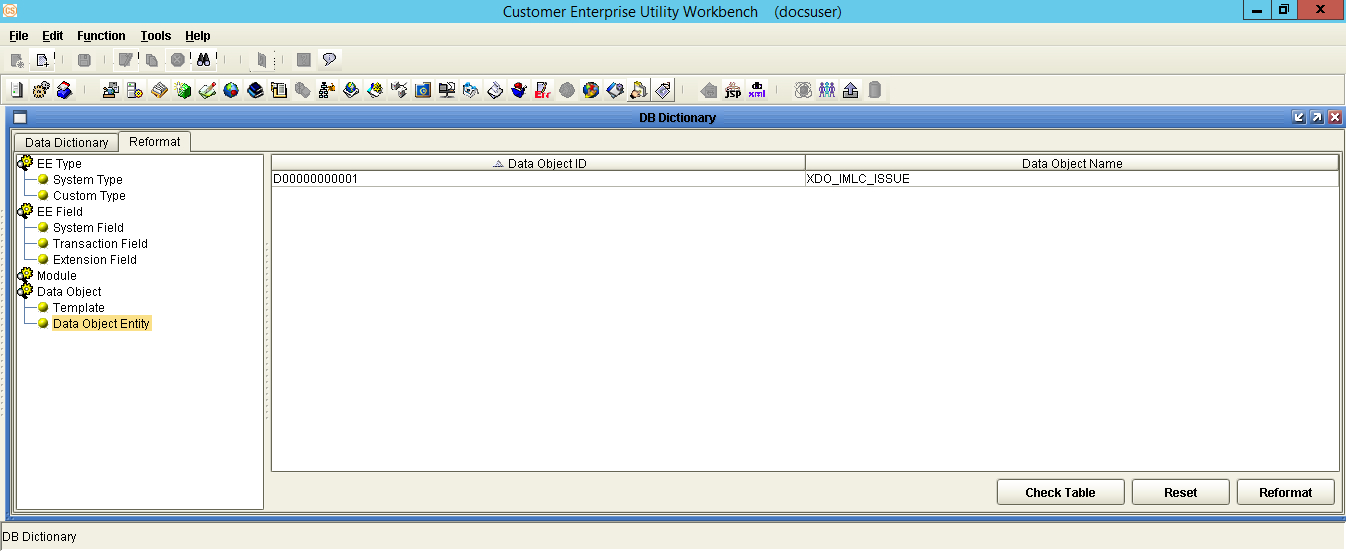 CS
Customer Enterprise Utility Workbench (docsuser)
X
File Edit Function Tools Help
jsp db xml
DB Dictionary
Data Dictionary Reformat
EE Type
System Type
Custom Type
EE Field
System Field
Transaction Field
Extension Field
Module
Data Object
Template
Data Object Entity
Data Object ID Data Object Name
D00000000001 XDO_IMLC_ISSUE
Check Table Reset Reformat
DB Dictionary